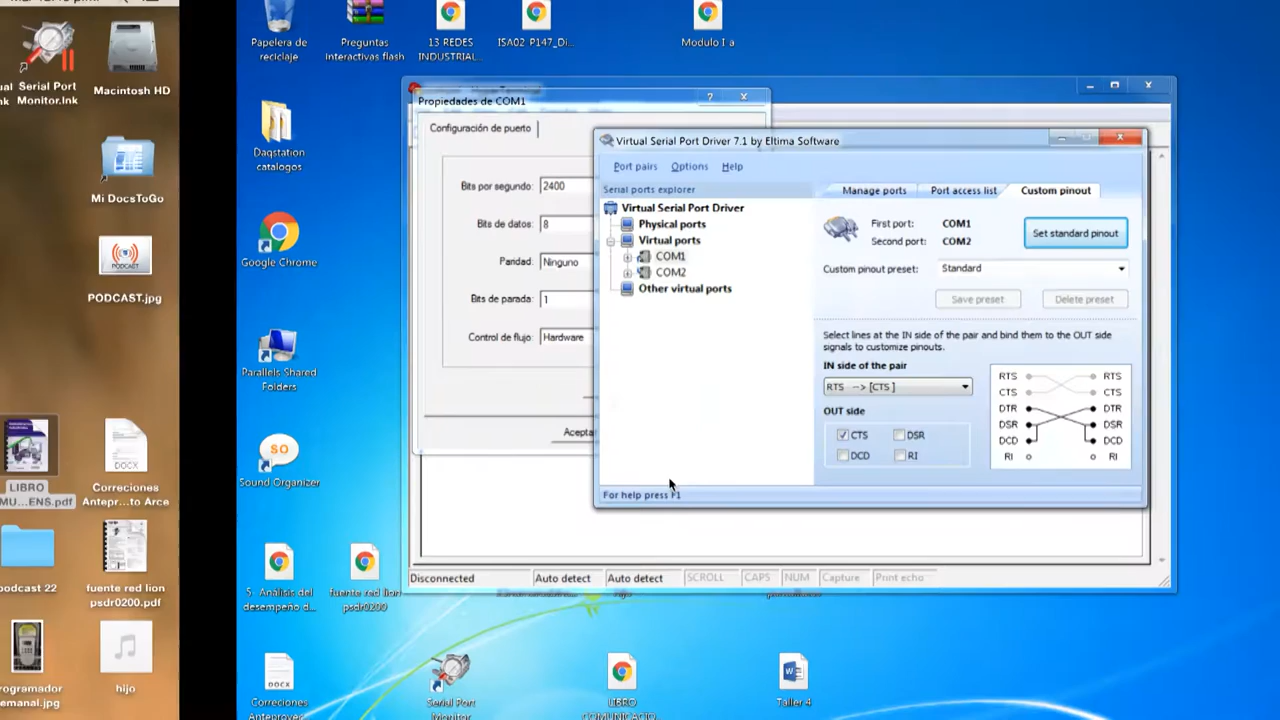 Serial Port
Monitor.lnk
Macintosh HD
Mi DocsToGo
PODCAST.jpg
LIBRO
MU...ENS.pdf
Correciones
Antepr...to Arce
podcast 22
fuente red lion
psdr0200.pdf
hijo
Papelera de
reciclaje
Preguntas
interactivas flash
13 REDES
INDUSTRIAL...
ISA02_P147_Di...
Modulo I a
Daqstation
catalogos
Google Chrome
Parallels Shared
Folders
Sound Organizer
5. Análisis del
desempeño d...
fuente red lion
psdr0200
Correciones
Serial Port
Monitor
LIBRO
Taller 4
Propiedades de COM1
Configuración de puerto
Bits por segundo: 2400
Bits de datos: 8
Paridad: Ninguno
Bits de parada: 1
Control de flujo: Hardware
Acepta
Virtual Serial Port Driver 7.1 by Eltima Software
Port pairs Options Help
Serial ports explorer
Virtual Serial Port Driver
Physical ports
Virtual ports
COM1
COM2
Other virtual ports
Manage ports Port access list Custom pinout
First port: COM1
Second port: COM2
Set standard pinout
Custom pinout preset: Standard
Save preset Delete preset
Select lines at the IN side of the pair and bind them to the OUT side
signals to customize pinouts.
IN side of the pair
RTS -> [CTS ]
OUT side
CTS DSR
DCD RI
RTS RTS
CTS CTS
DTR DTR
DSR DSR
DCD DCD
RI RI
For help press F1
Disconnected Auto detect Auto detect SCROLL CAPS NUM Capture Print echo